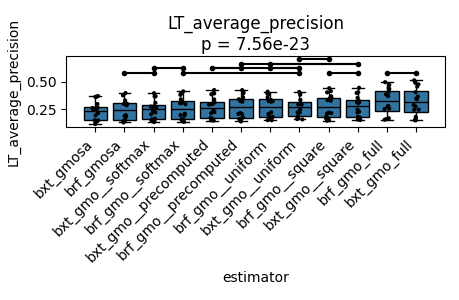 LT_average_precision
p = 7.56e-23
LT_average_precision
0.50
0.25
bxt_gmosa
brf_gmosa
bxt_gmo__softmax
brf_gmo__softmax
bxt_gmo__precomputed
brf_gmo__precomputed
brf_gmo__uniform
bxt_gmo__uniform
brf_gmo__square
bxt_gmo__square
brf_gmo_full
bxt_gmo_full
estimator